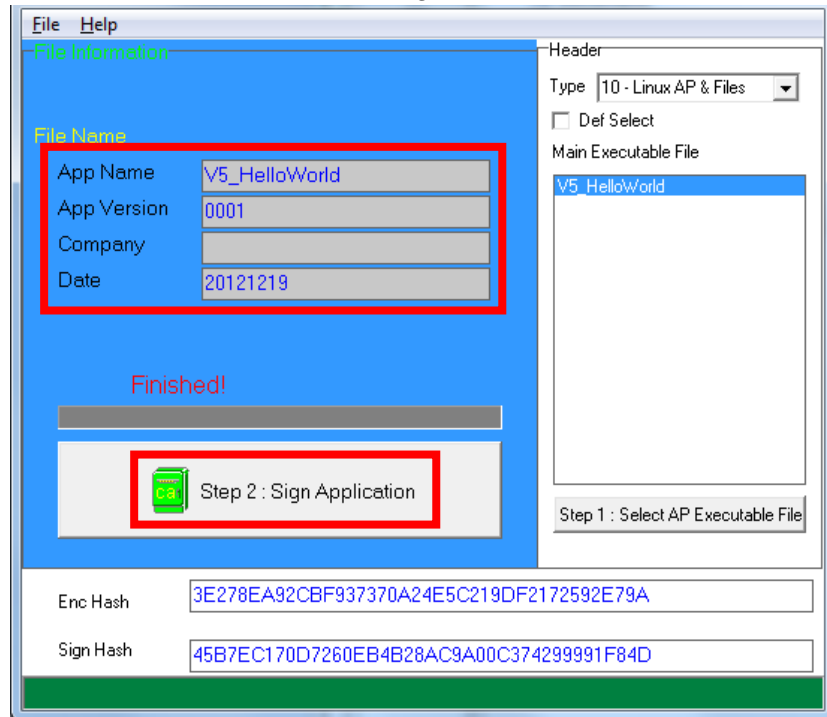 File Help
File Information
File Name
App Name V5_HelloWorld
App Version 0001
Company
Date 20121219
Finished!
Step 2 : Sign Application
Header
Type 10 - Linux AP & Files
Def Select
Main Executable File
V5_HelloWorld
Step 1 : Select AP Executable File
Enc Hash 3E278EA92CBF937370A24E5C219DF2172592E79A
Sign Hash 45B7EC170D7260EB4B28AC9A00C374299991F84D